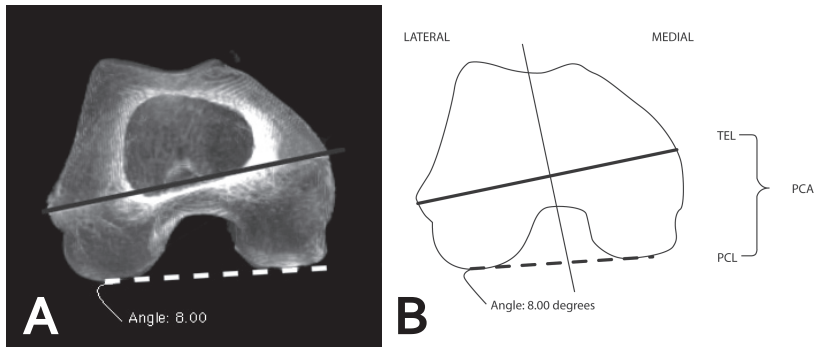 A
Angle: 8.00
B
LATERAL
MEDIAL
TEL
PCA
PCL
Angle: 8.00 degrees